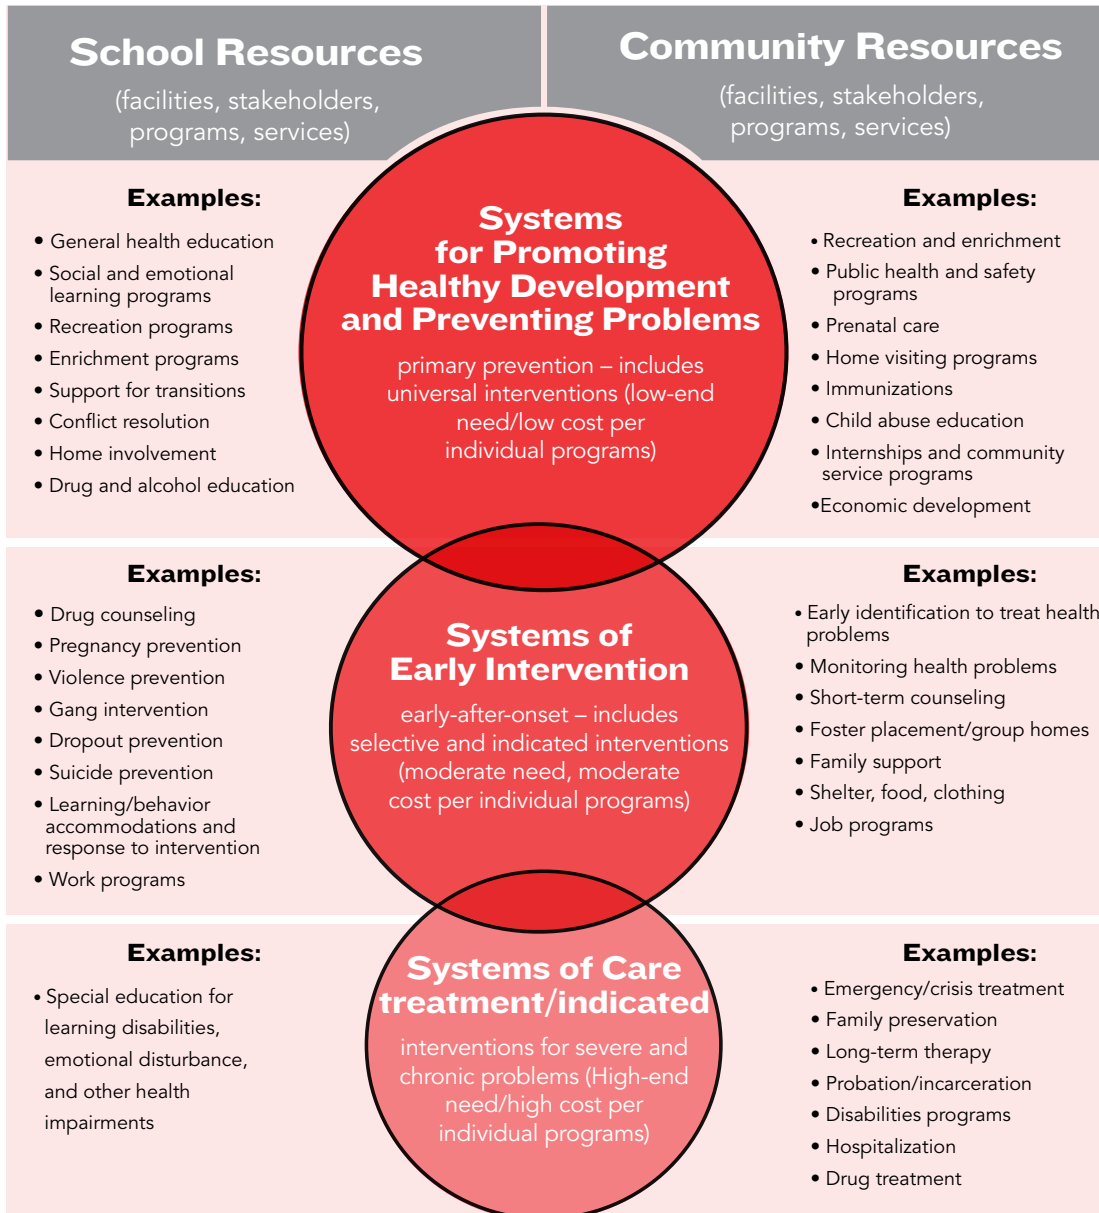 School Resources
(facilities, stakeholders,
programs, services)
Community Resources
(facilities, stakeholders,
programs, services)
Examples:
• General health education
• Social and emotional
learning programs
• Recreation programs
• Enrichment programs
• Support for transitions
• Conflict resolution
• Home involvement
• Drug and alcohol education
Systems
for Promoting
Healthy Development
and Preventing Problems
primary prevention – includes
universal interventions (low-end
need/low cost per
individual programs)
Examples:
• Recreation and enrichment
• Public health and safety
programs
• Prenatal care
• Home visiting programs
• Immunizations
• Child abuse education
• Internships and community
service programs
•Economic development
Examples:
• Drug counseling
• Pregnancy prevention
• Violence prevention
• Gang intervention
• Dropout prevention
• Suicide prevention
• Learning/behavior
accommodations and
response to intervention
• Work programs
Systems of
Early Intervention
early-after-onset – includes
selective and indicated interventions
(moderate need, moderate
cost per individual programs)
Examples:
• Early identification to treat health
problems
• Monitoring health problems
• Short-term counseling
• Foster placement/group homes
• Family support
• Shelter, food, clothing
• Job programs
Examples:
• Special education for
learning disabilities,
emotional disturbance,
and other health
impairments
Systems of Care
treatment/indicated
interventions for severe and
chronic problems (High-end
need/high cost per
individual programs)
Examples:
• Emergency/crisis treatment
• Family preservation
• Long-term therapy
• Probation/incarceration
• Disabilities programs
• Hospitalization
• Drug treatment